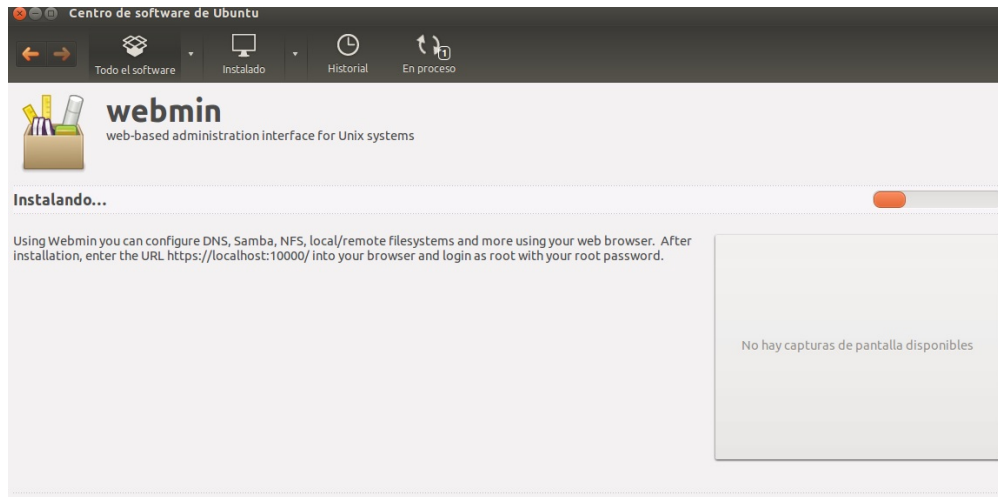 Centro de software de Ubuntu
Todo el software
Instalado
Historial
En proceso
1
webmin
web-based administration interface for Unix systems
Instalando...
Using Webmin you can configure DNS, Samba, NFS, local/remote filesystems and more using your web browser. After
installation, enter the URL https://localhost:10000/ into your browser and login as root with your root password.
No hay capturas de pantalla disponibles